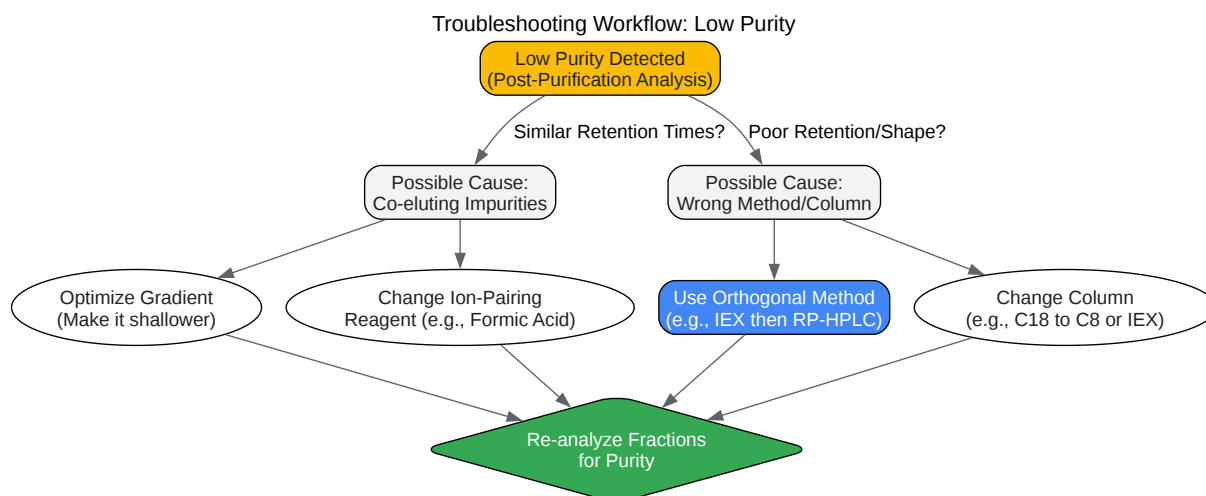 Troubleshooting Workflow: Low Purity
Low Purity Detected
(Post-Purification Analysis)
Similar Retention Times?
Poor Retention/Shape?
Possible Cause:
Co-eluting Impurities
Possible Cause:
Wrong Method/Column
Optimize Gradient
(Make it shallower)
Change Ion-Pairing
Reagent (e.g., Formic Acid)
Use Orthogonal Method
(e.g., IEX then RP-HPLC)
Change Column
(e.g., C18 to C8 or IEX)
Re-analyze Fractions
for Purity